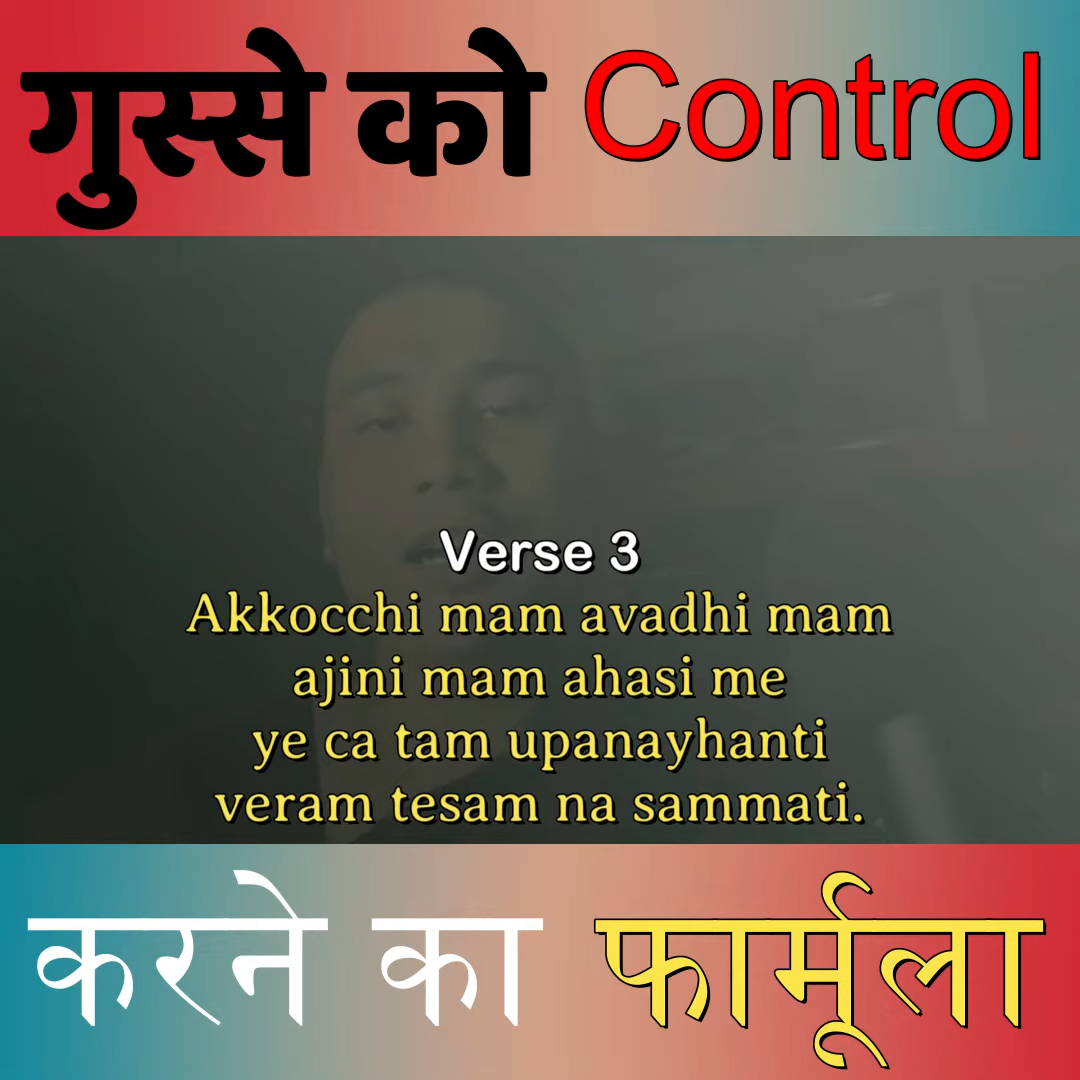 गुस्से को Control
Verse 3
Akkocchi mam avadhi mam
ajini mam ahasi me
ye ca tam upanayhanti
veram tesam na sammati.
करने का फार्मूला